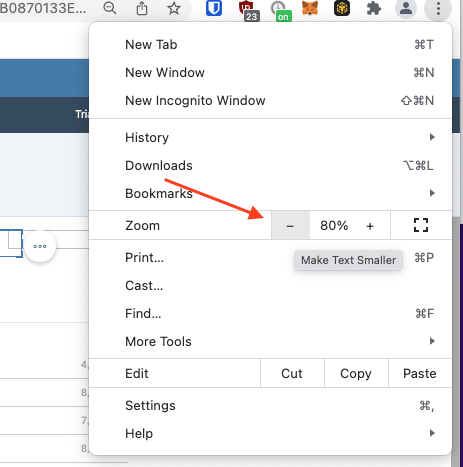 B0870133E...
23
on
New Tab ⌘T
New Window ⌘N
Tria
New Incognito Window ⇧⌘N
History
Downloads ⌥⌘L
Bookmarks
Zoom − 80% +
Print... ⌘P
Make Text Smaller
Cast...
Find... ⌘F
More Tools
4,
Edit Cut Copy Paste
8,
Settings ⌘,
7,
Help
8,